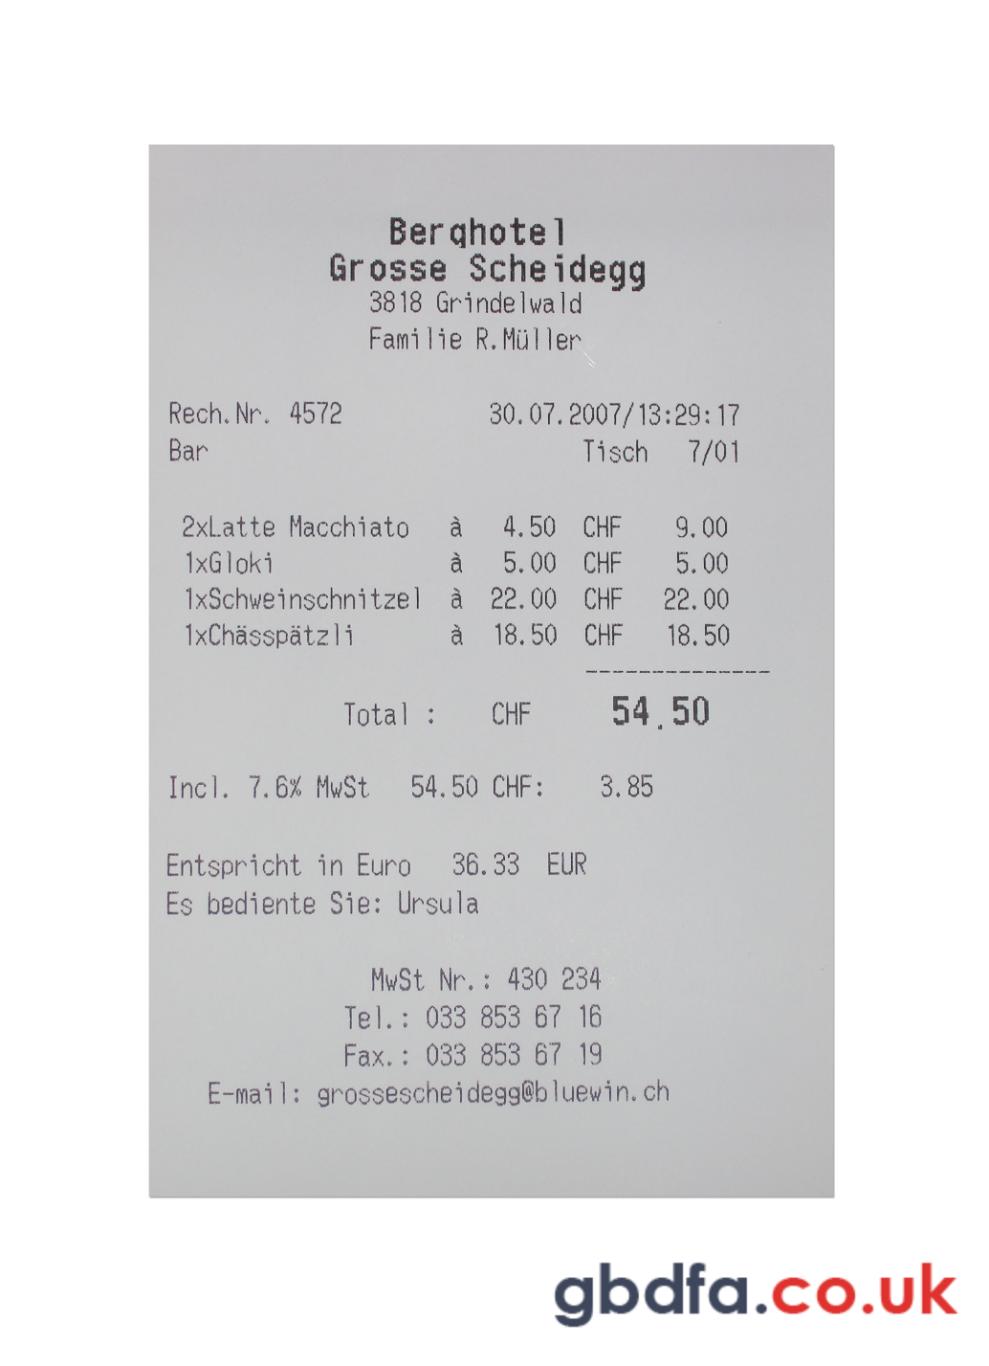 Berghotel
Grosse Scheidegg
3818 Grindelwald
Familie R.Müller
Rech.Nr. 4572 30.07.2007/13:29:17
Bar Tisch 7/01
2xLatte Macchiato à 4.50 CHF 9.00
1xGloki à 5.00 CHF 5.00
1xSchweinschnitzel à 22.00 CHF 22.00
1xChässpätzli à 18.50 CHF 18.50
--------------
Total : CHF 54.50
Incl. 7.6% MwSt 54.50 CHF: 3.85
Entspricht in Euro 36.33 EUR
Es bediente Sie: Ursula
MwSt Nr.: 430 234
Tel.: 033 853 67 16
Fax.: 033 853 67 19
E-mail: grossescheidegg@bluewin.ch
gbdfa.co.uk